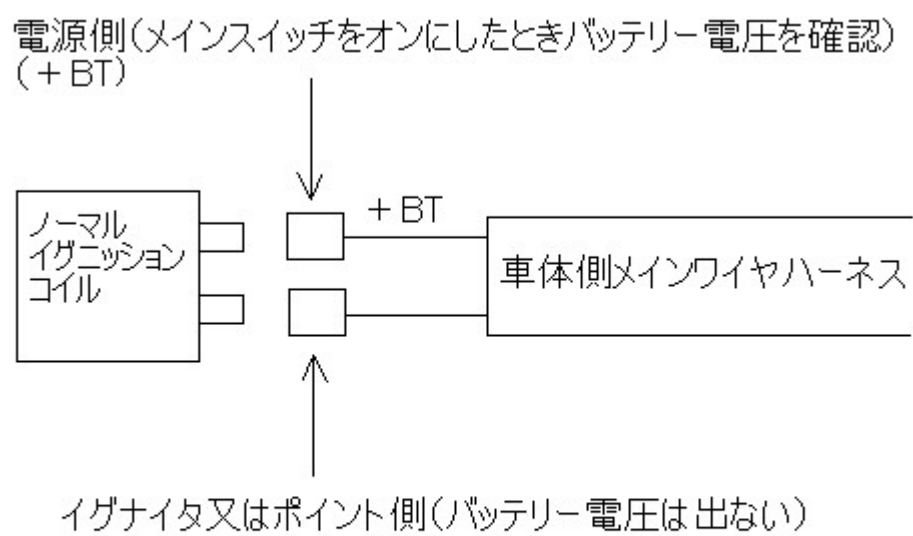 電源側(メインスイッチをオンにしたときバッテリー電圧を確認)
(+BT)
+BT
ノーマル
イグニッション
コイル
車体側メインワイヤハーネス
イグナイタ又はポイント側(バッテリー電圧は出ない)